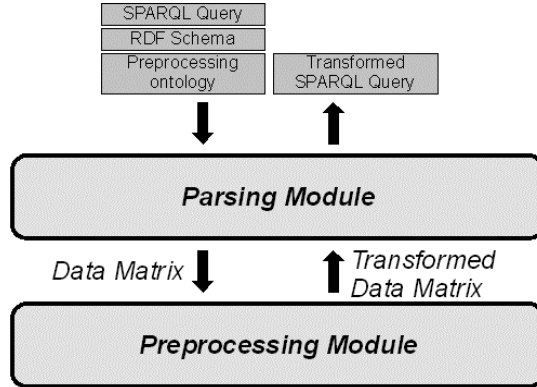 SPARQL Query
RDF Schema
Preprocessing
ontology
Transformed
SPARQL Query
Parsing Module
Data Matrix
Transformed
Data Matrix
Preprocessing Module